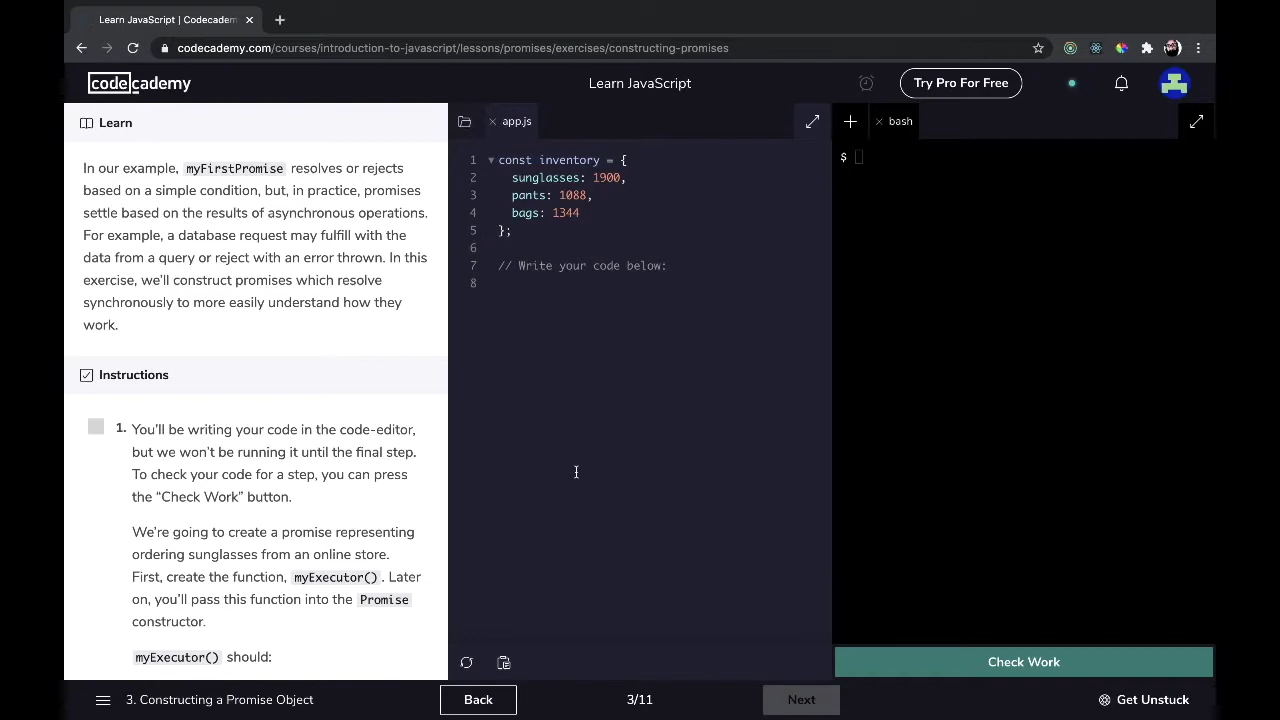 Learn JavaScript | Codecadem
codecademy.com/courses/introduction-to-javascript/lessons/promises/exercises/constructing-promises
codecademy
Learn JavaScript
Try Pro For Free
Learn
In our example, myFirstPromise resolves or rejects
based on a simple condition, but, in practice, promises
settle based on the results of asynchronous operations.
For example, a database request may fulfill with the
data from a query or reject with an error thrown. In this
exercise, we'll construct promises which resolve
synchronously to more easily understand how they
work.
Instructions
1. You'll be writing your code in the code-editor,
but we won't be running it until the final step.
To check your code for a step, you can press
the “Check Work” button.
We're going to create a promise representing
ordering sunglasses from an online store.
First, create the function, myExecutor(). Later
on, you'll pass this function into the Promise
constructor.
myExecutor() should:
app.js
1 const inventory = {
2 sunglasses: 1900,
3 pants: 1088,
4 bags: 1344
5 };
6
7 // Write your code below:
8
bash
$
Check Work
3. Constructing a Promise Object
Back
3/11
Next
Get Unstuck